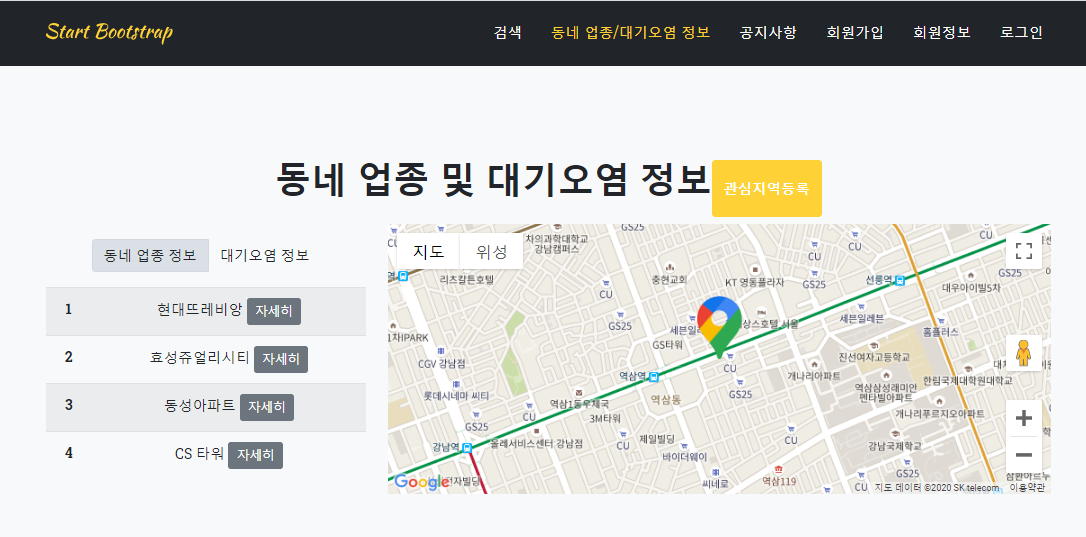 Start Bootstrap
검색
동네 업종/대기오염 정보
공지사항
회원가입
회원정보
로그인
동네 업종 및 대기오염 정보
관심지역등록
동네 업종 정보
대기오염 정보
1 현대뜨레비앙 자세히
2 효성쥬얼리시티 자세히
3 동성아파트 자세히
4 CS 타워 자세히
지도
위성
차의과학대학교
강남캠퍼스
GS25
CU
리츠칼튼호텔
충현교회
CU
KT 영동플라자
GS25
CU
선릉역
대우아이빌5차
GS25
세븐일레븐
상스호텔 서울
세븐일레븐
홈플러스
GS타워
1차IPARK
CGV 강남점
CU
진선여자고등학교
개나리아파트
역삼역
GS25
역삼삼성래미안
펜타빌아파트
한림국제대학원대학교
롯데시네마 씨티
역삼1동우체국
역삼동
CU
3M타워
GS25
개나리푸르지오아파트
강남역
올레서비스센터 강남점
제일빌딩
CU
바이더웨이
강남국제학교
CU
씨네로
역삼119
CU
Google
지도 데이터 ©2020 SK telecom
이용약관